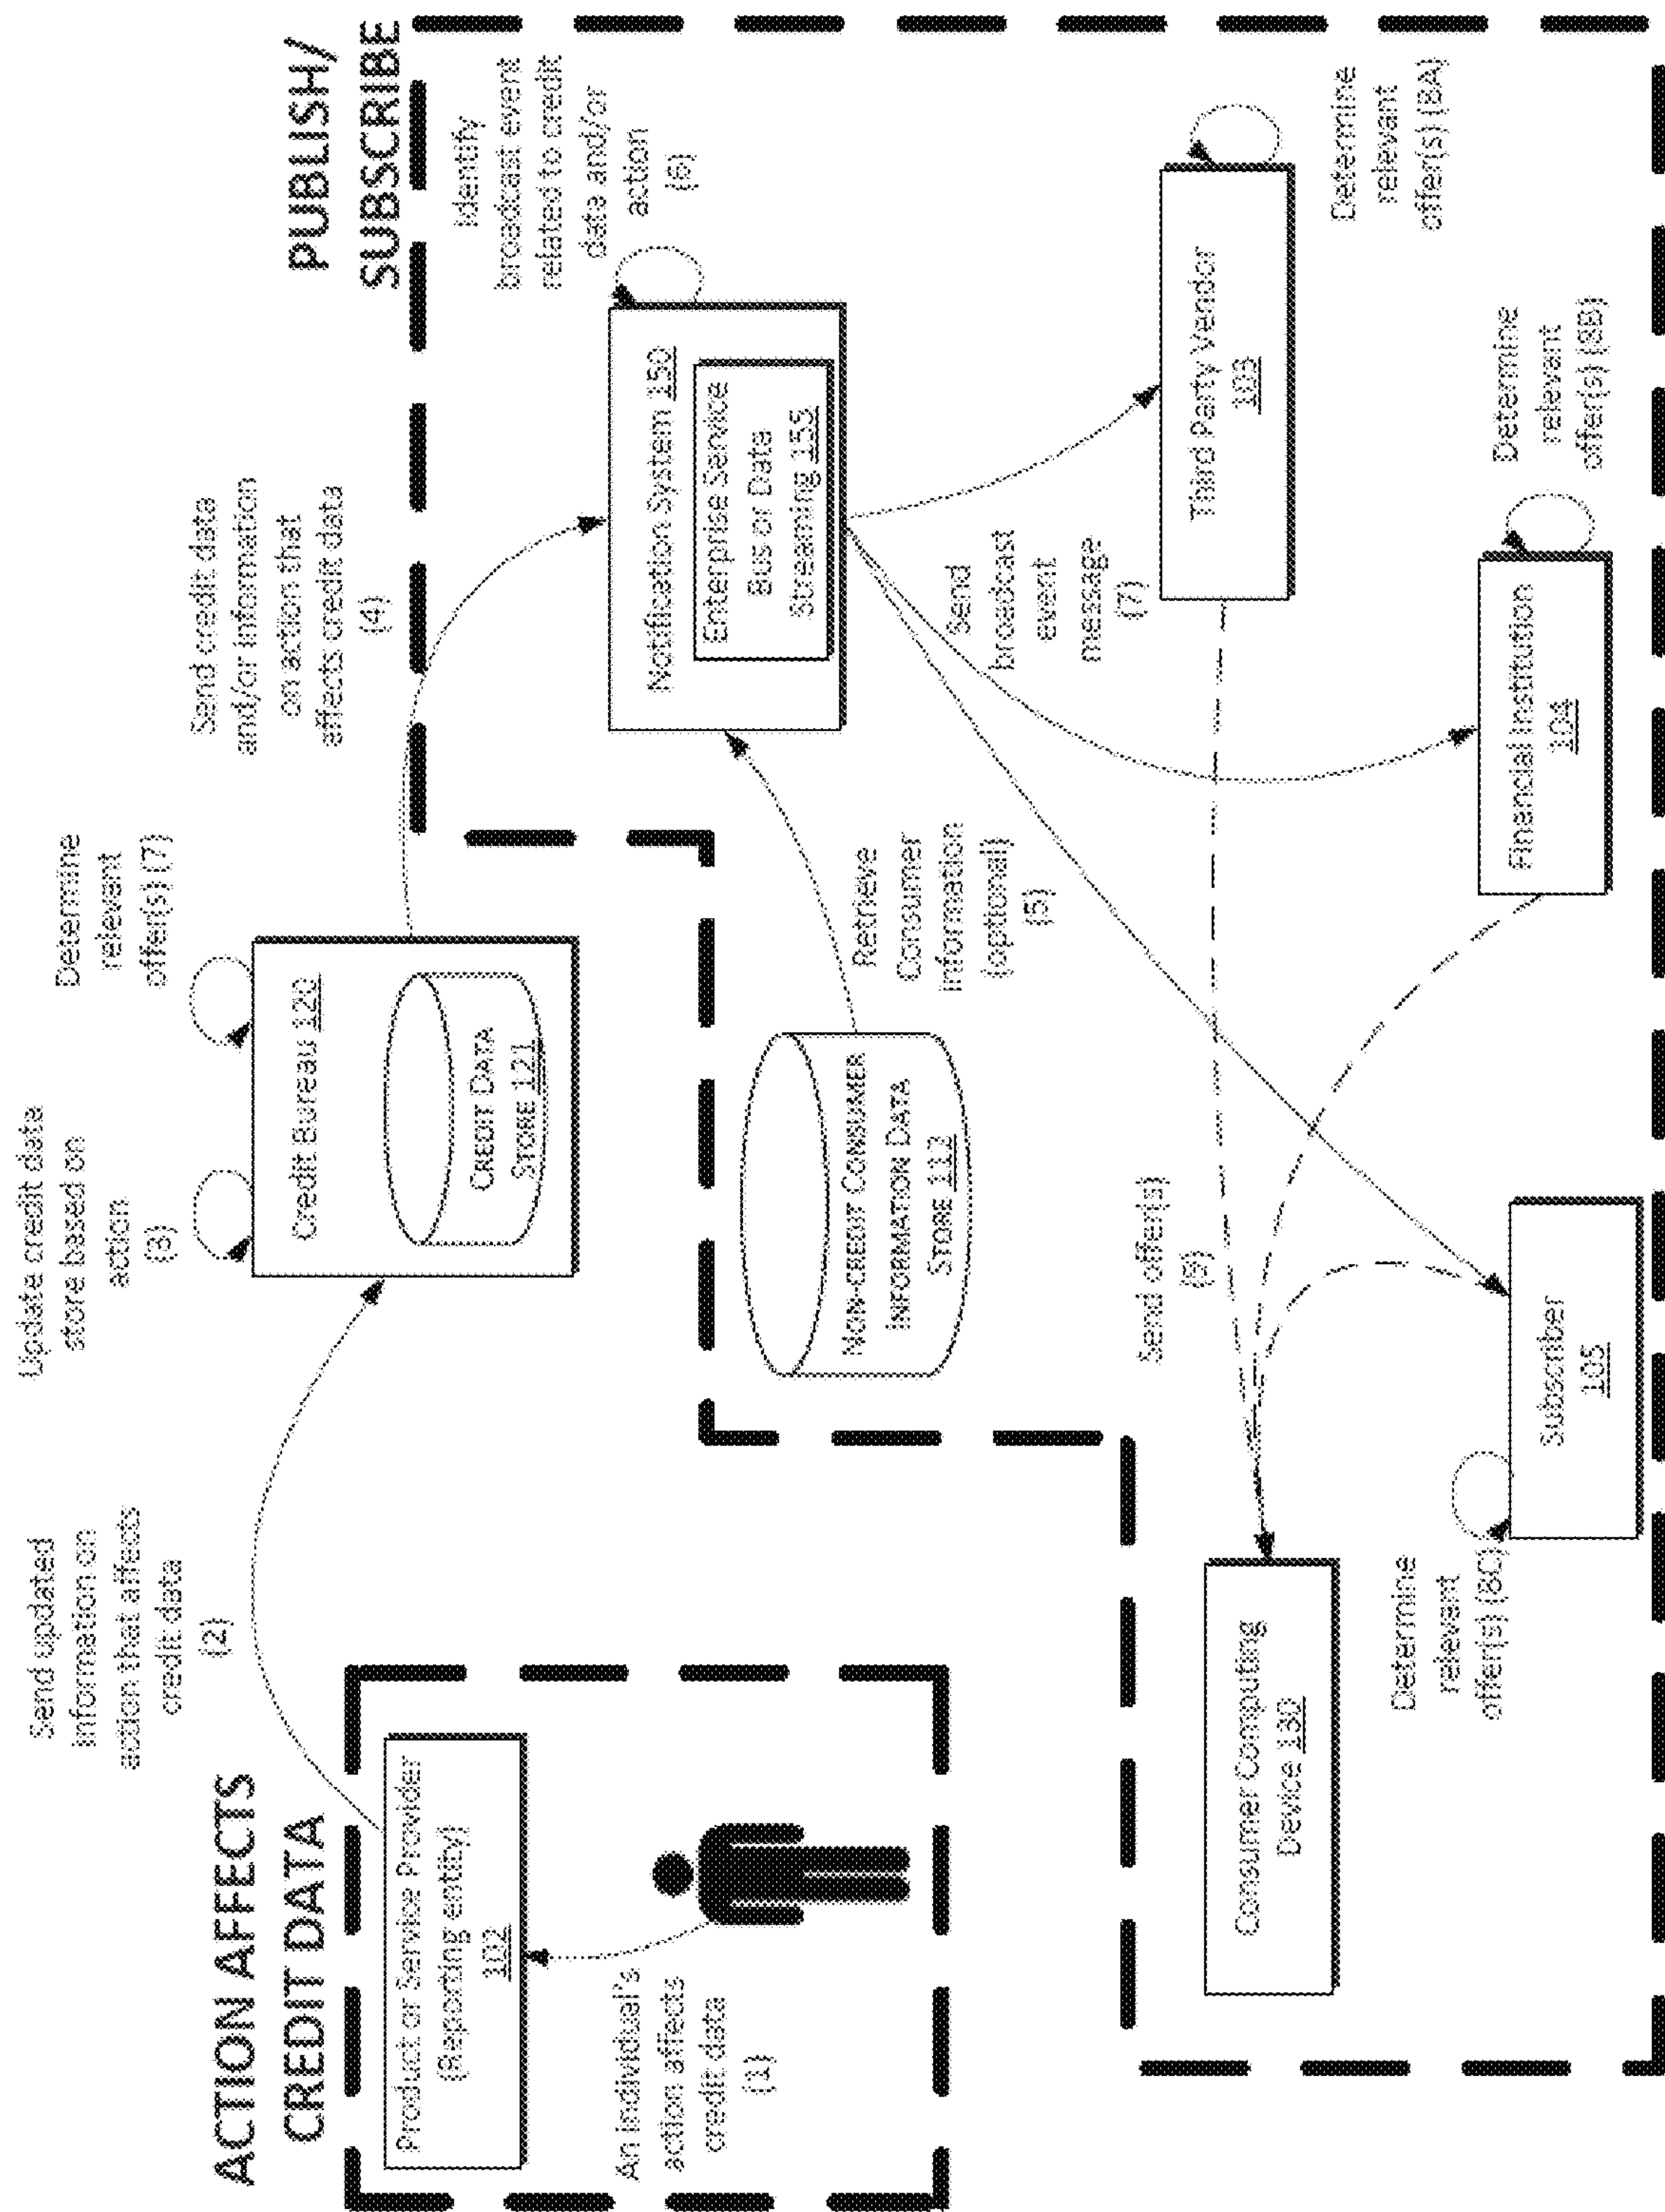 ACTION AFFECTS
CREDIT DATA
Product or Service Provider
(Reporting entity)
102
An individual's
action affects
credit data
(1)
Send updated
information on
action that affects
credit data
(2)
Update credit data
store based on
action
(3)
Determine
relevant
offer(s) (7)
Credit Bureau 120
CREDIT DATA
STORE 121
Send credit data
and/or information
on action that
affects credit data
(4)
PUBLISH/
SUBSCRIBE
NON-CREDIT CONSUMER
INFORMATION DATA
STORE 112
Retrieve
Consumer
information
(optional)
(5)
Notification System 150
Enterprise Service
Bus or Data
Streaming 155
Identify
broadcast event
related to credit
data and/or
action
(6)
Send
broadcast
event
message
(7)
Third Party Vendor
103
Determine
relevant
offer(s) (8A)
Financial Institution
104
Determine
relevant
offer(s) (8B)
Send offer(s)
Consumer Computing
Device 130
Determine
relevant
offer(s) (8C)
Subscriber
105